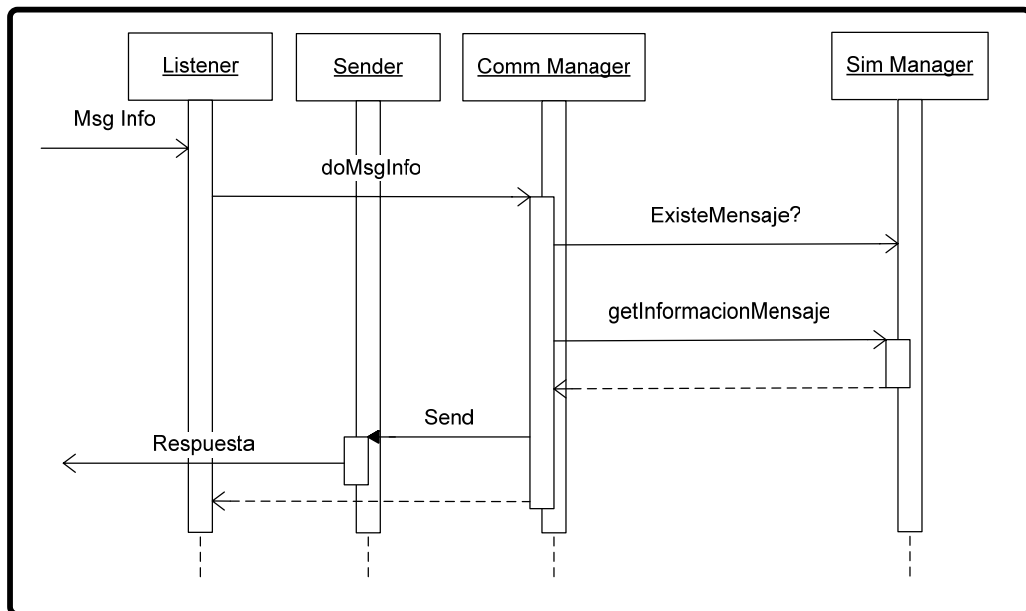 Listener
Sender
Comm Manager
Sim Manager
Msg Info
doMsgInfo
ExisteMensaje?
getInformacionMensaje
Send
Respuesta